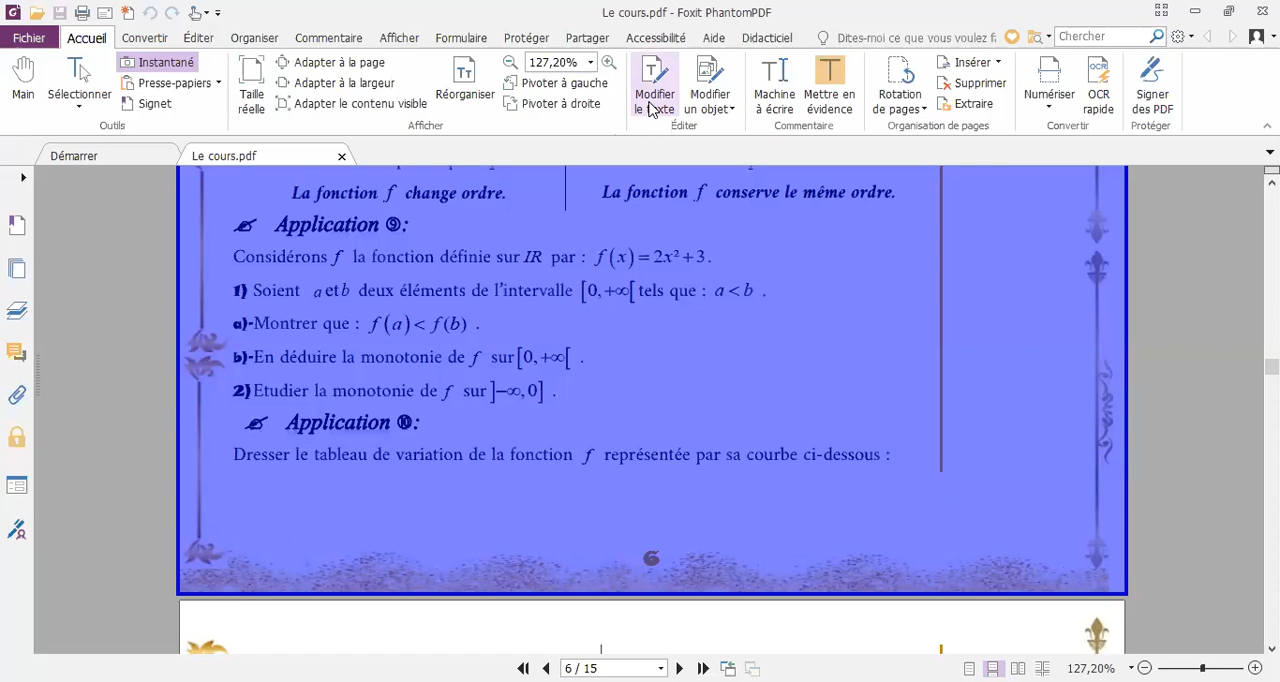 Le cours.pdf - Foxit PhantomPDF
Fichier Accueil Convertir Éditer Organiser Commentaire Afficher Formulaire Protéger Partager Accessibilité Aide Didacticiel Dites-moi ce que vous voulez f. Chercher
Main
Sélectionner
Instantané
Presse-papiers
Signet
Outils
Taille
réelle
Adapter à la page
Adapter à la largeur
Adapter le contenu visible
Réorganiser
127,20%
Pivoter à gauche
Pivoter à droite
Afficher
Modifier
le texte
Modifier
un objet
Éditer
Machine
à écrire
Mettre en
évidence
Commentaire
Rotation
de pages
Insérer
Supprimer
Extraire
Organisation de pages
Numériser
OCR
rapide
Convertir
Signer
des PDF
Protéger
Démarrer
Le cours.pdf
La fonction f change ordre. La fonction f conserve le même ordre.
Application ⑨:
Considérons f la fonction définie sur IR par : f(x)=2x²+3.
1) Soient a et b deux éléments de l'intervalle [0,+∞[ tels que : a<b .
a)-Montrer que : f(a)<f(b) .
b)-En déduire la monotonie de f sur [0,+∞[ .
2) Etudier la monotonie de f sur ]−∞,0] .
Application ⑩:
Dresser le tableau de variation de la fonction f représentée par sa courbe ci-dessous :
6
6 / 15
127,20%